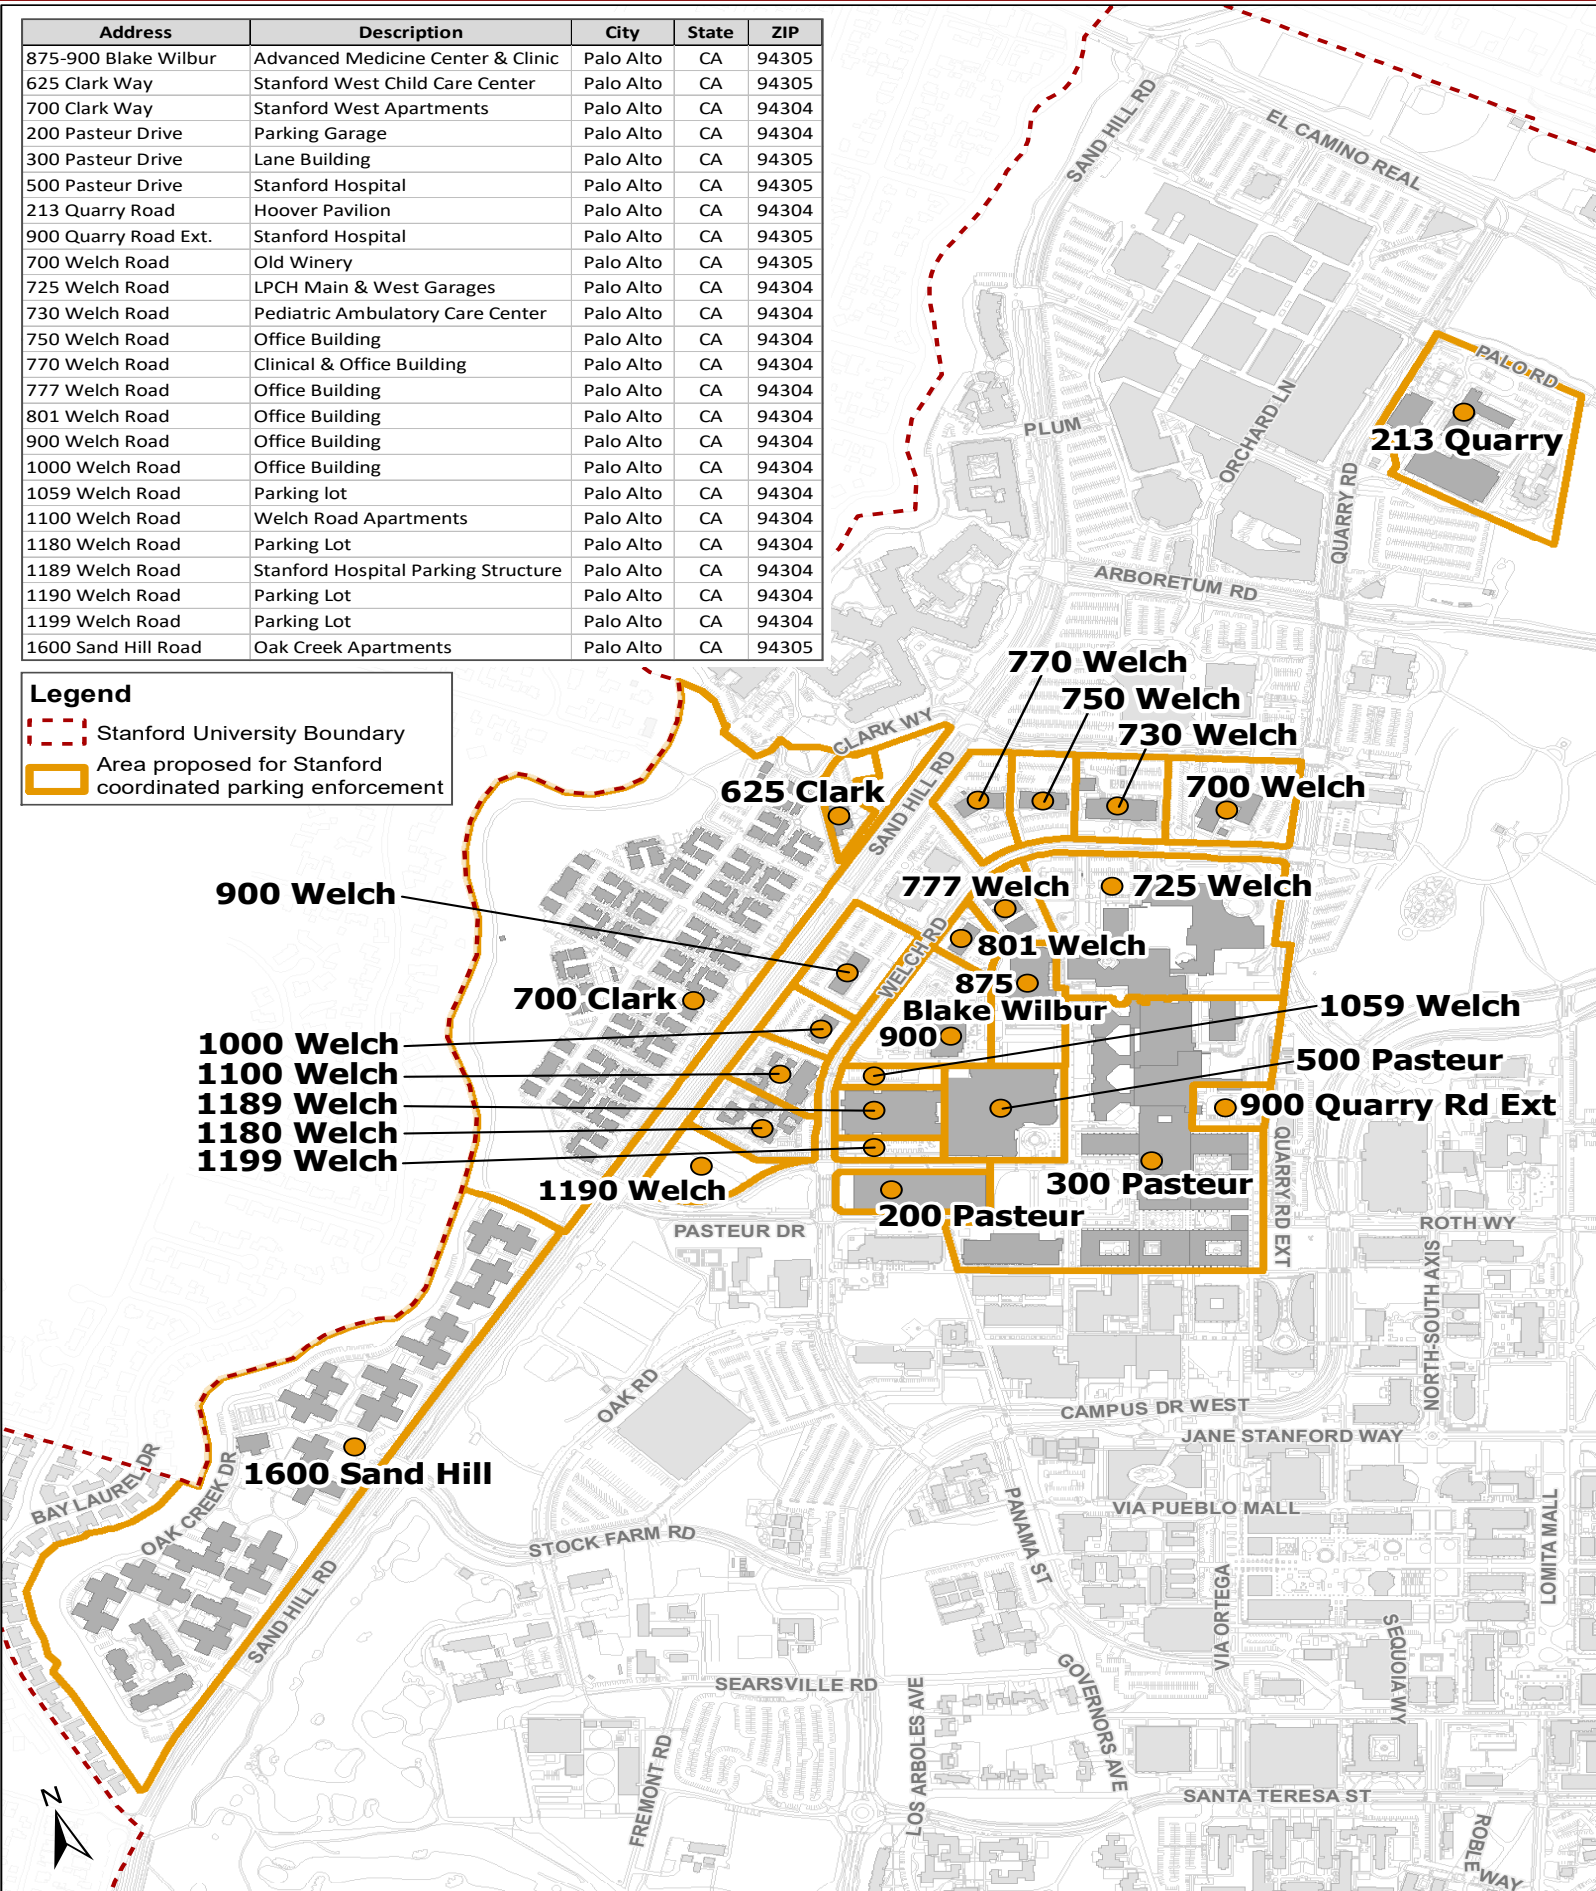 Address Description City State ZIP
875-900 Blake Wilbur Advanced Medicine Center & Clinic Palo Alto CA 94305
625 Clark Way Stanford West Child Care Center Palo Alto CA 94305
700 Clark Way Stanford West Apartments Palo Alto CA 94304
200 Pasteur Drive Parking Garage Palo Alto CA 94304
300 Pasteur Drive Lane Building Palo Alto CA 94305
500 Pasteur Drive Stanford Hospital Palo Alto CA 94305
213 Quarry Road Hoover Pavilion Palo Alto CA 94304
900 Quarry Road Ext. Stanford Hospital Palo Alto CA 94305
700 Welch Road Old Winery Palo Alto CA 94305
725 Welch Road LPCH Main & West Garages Palo Alto CA 94304
730 Welch Road Pediatric Ambulatory Care Center Palo Alto CA 94304
750 Welch Road Office Building Palo Alto CA 94304
770 Welch Road Clinical & Office Building Palo Alto CA 94304
777 Welch Road Office Building Palo Alto CA 94304
801 Welch Road Office Building Palo Alto CA 94304
900 Welch Road Office Building Palo Alto CA 94304
1000 Welch Road Office Building Palo Alto CA 94304
1059 Welch Road Parking lot Palo Alto CA 94304
1100 Welch Road Welch Road Apartments Palo Alto CA 94304
1180 Welch Road Parking Lot Palo Alto CA 94304
1189 Welch Road Stanford Hospital Parking Structure Palo Alto CA 94304
1190 Welch Road Parking Lot Palo Alto CA 94304
1199 Welch Road Parking Lot Palo Alto CA 94304
1600 Sand Hill Road Oak Creek Apartments Palo Alto CA 94305
Legend
Stanford University Boundary
Area proposed for Stanford
coordinated parking enforcement
SAND HILL RD
EL CAMINO REAL
PALO RD
213 Quarry
PLUM
ORCHARD LN
QUARRY RD
ARBORETUM RD
770 Welch
750 Welch
730 Welch
700 Welch
CLARK WY
625 Clark
SAND HILL RD
777 Welch
725 Welch
900 Welch
WELCH RD
801 Welch
700 Clark
875
Blake Wilbur
900
1059 Welch
1000 Welch
500 Pasteur
1100 Welch
1189 Welch
900 Quarry Rd Ext
1180 Welch
1199 Welch
1190 Welch
300 Pasteur
200 Pasteur
QUARRY RD EXT
PASTEUR DR
ROTH WY
NORTH-SOUTH AXIS
OAK RD
CAMPUS DR WEST
JANE STANFORD WAY
1600 Sand Hill
BAY LAUREL DR
OAK CREEK DR
STOCK FARM RD
PANAMA ST
VIA PUEBLO MALL
LOMITA MALL
SAND HILL RD
VIA ORTEGA
SEQUOIA WY
SEARSVILLE RD
GOVERNORS AVE
LOS ARBOLES AVE
FREMONT RD
SANTA TERESA ST
ROBLE
WAY
N